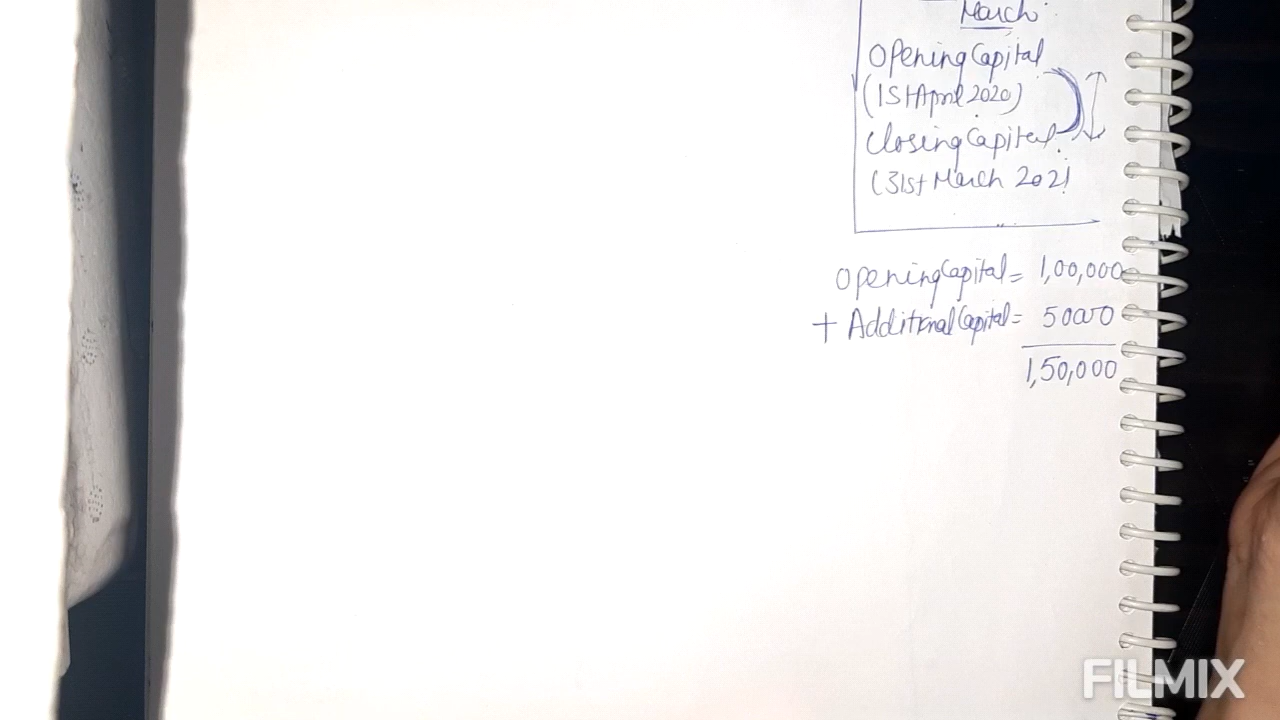 March
Opening Capital
(1st April 2020)
Closing Capital
(31st March 2021
Opening Capital = 1,00,000
+ Additional Capital = 50000
1,50,000
FILMIX